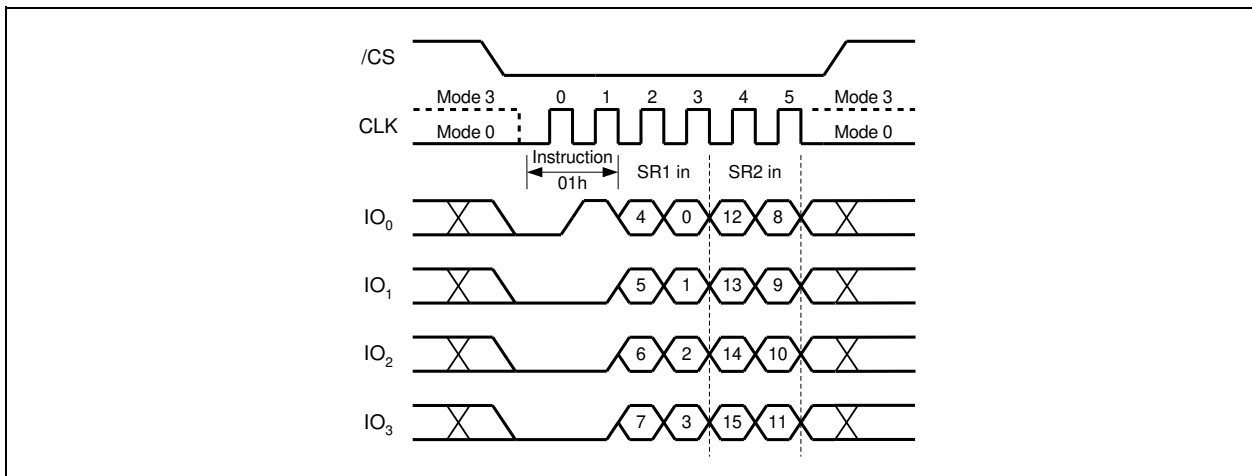 /CS
Mode 3 0 1 2 3 4 5 Mode 3
CLK
Mode 0 Mode 0
Instruction SR1 in SR2 in
01h
IO0 4 0 12 8
IO1 5 1 13 9
IO2 6 2 14 10
IO3 7 3 15 11